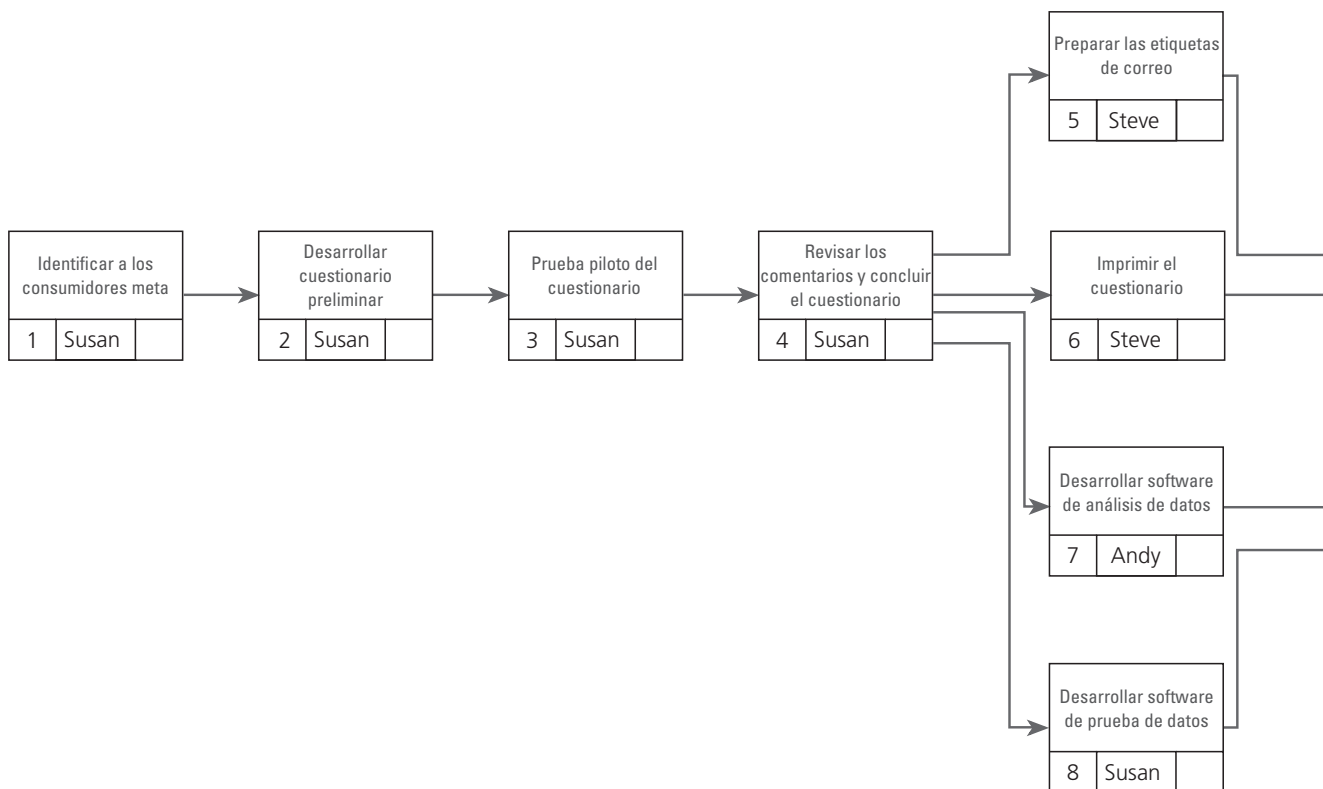 Preparar las etiquetas
de correo
5 Steve
Identificar a los
consumidores meta
1 Susan
Desarrollar
cuestionario
preliminar
2 Susan
Prueba piloto del
cuestionario
3 Susan
Revisar los
comentarios y concluir
el cuestionario
4 Susan
Imprimir el
cuestionario
6 Steve
Desarrollar software
de análisis de datos
7 Andy
Desarrollar software
de prueba de datos
8 Susan